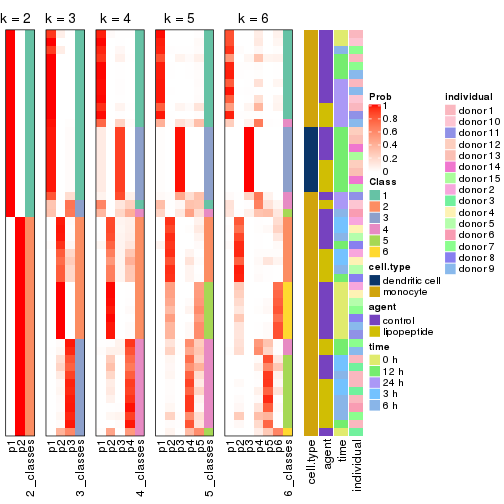 k = 2 k = 3 k = 4 k = 5 k = 6
p1
p2
2_classes
p1
p2
p3
3_classes
p1
p2
p3
p4
4_classes
p1
p2
p3
p4
p5
5_classes
p1
p2
p3
p4
p5
p6
6_classes
cell.type
agent
time
individual
Prob
1
0.8
0.6
0.4
0.2
0
Class
1
2
3
4
5
6
cell.type
dendritic cell
monocyte
agent
control
lipopeptide
time
0 h
12 h
24 h
3 h
6 h
individual
donor 1
donor 10
donor 11
donor 12
donor 13
donor 14
donor 15
donor 2
donor 3
donor 4
donor 5
donor 6
donor 7
donor 8
donor 9